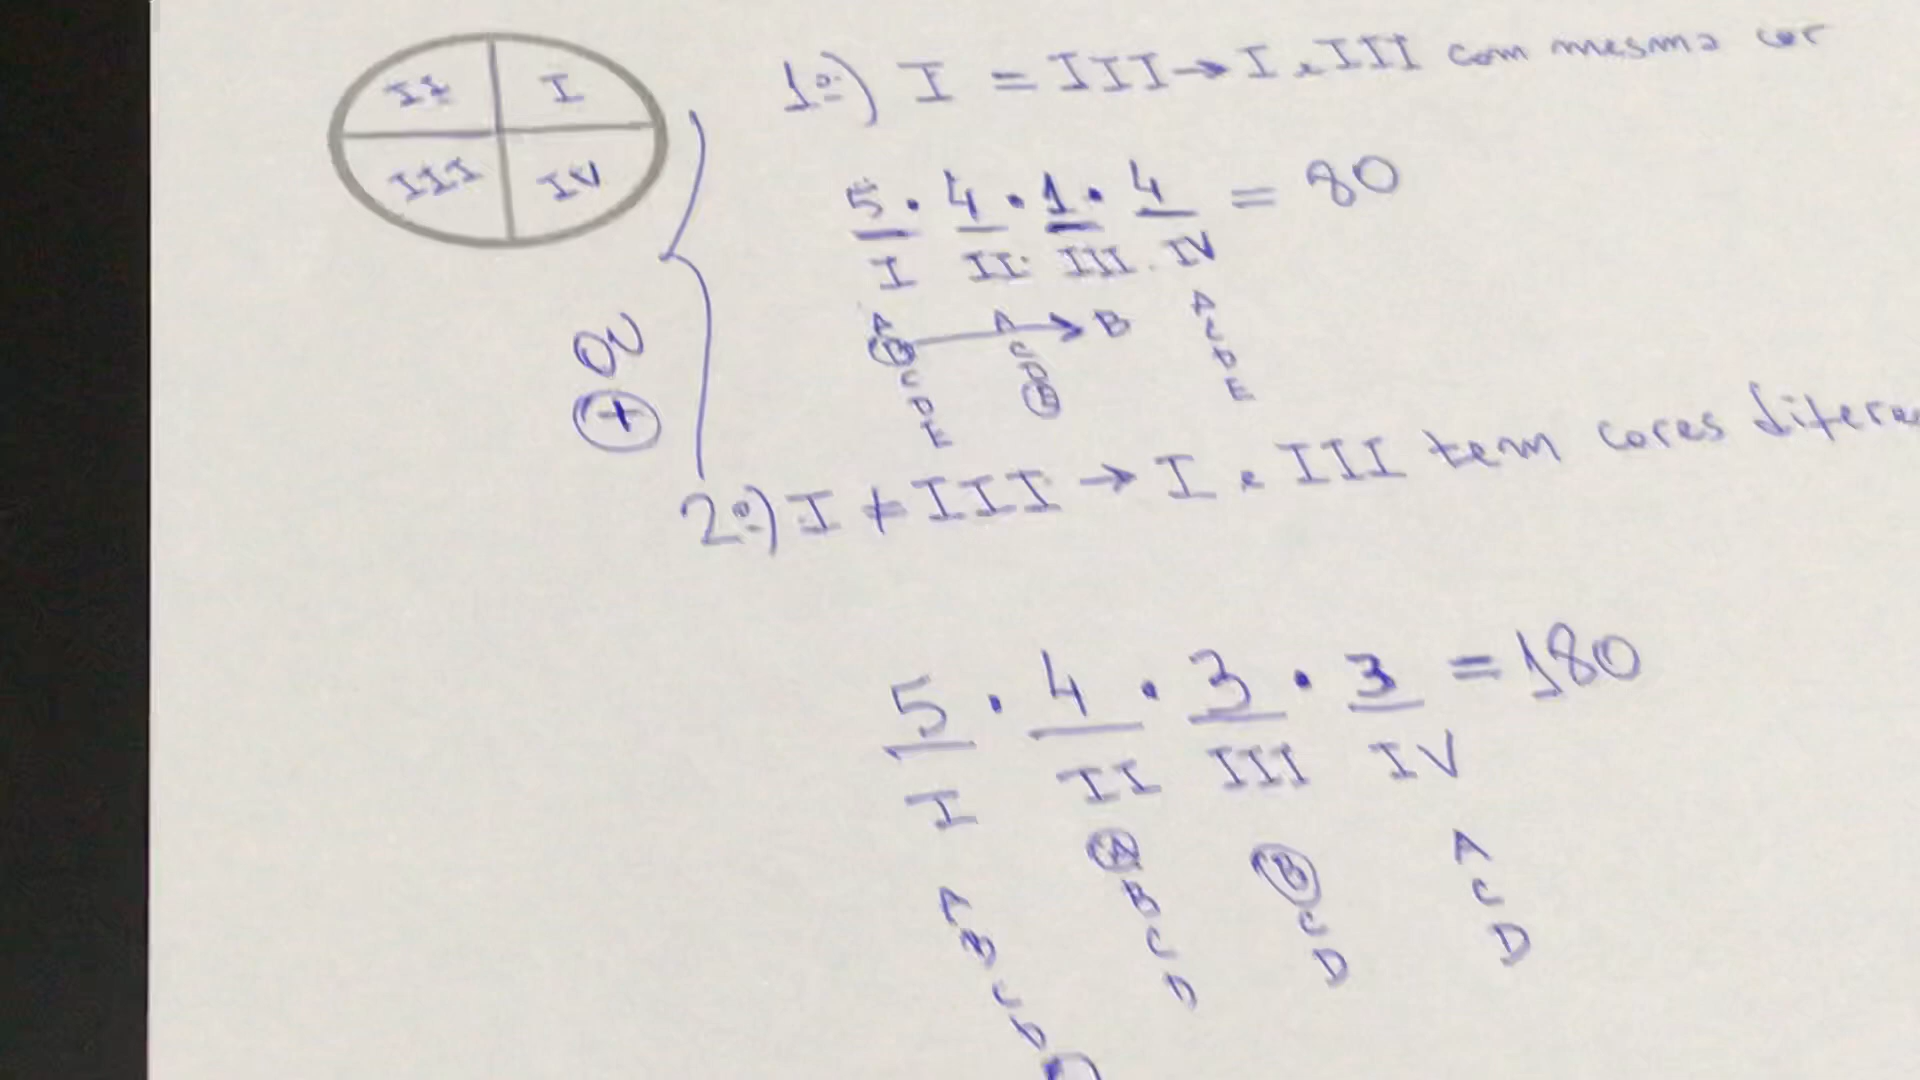 II I
III IV
1º) I = III → I e III com mesma cor
5 . 4 . 1 . 4 = 80
I II III IV
A A B A
B C C
C D D
D E E
E
OU
+
2º) I ≠ III → I e III tem cores
5 . 4 . 3 . 3 = 180
I II III IV
A A B A
B B C C
C C D D
D D